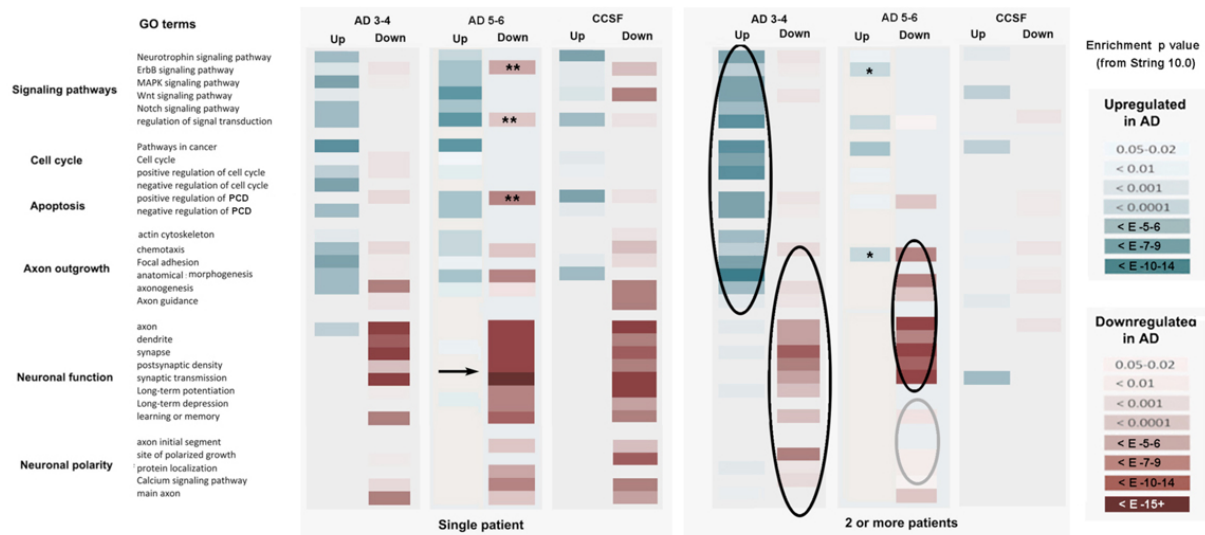 GO terms
AD 3-4 AD 5-6 CCSF
Up Down Up Down Up Down
AD 3-4 AD 5-6 CCSF
Up Down Up Down Up Down
Signaling pathways
Neurotrophin signaling pathway
ErbB signaling pathway
MAPK signaling pathway
Wnt signaling pathway
Notch signaling pathway
regulation of signal transduction
Cell cycle
Pathways in cancer
Cell cycle
positive regulation of cell cycle
negative regulation of cell cycle
Apoptosis
positive regulation of PCD
negative regulation of PCD
Axon outgrowth
actin cytoskeleton
chemotaxis
Focal adhesion
anatomical morphogenesis
axonogenesis
Axon guidance
Neuronal function
axon
dendrite
synapse
postsynaptic density
synaptic transmission
Long-term potentiation
Long-term depression
learning or memory
Neuronal polarity
axon initial segment
site of polarized growth
protein localization
Calcium signaling pathway
main axon
**
**
**
*
*
Single patient
2 or more patients
Enrichment p value
(from String 10.0)
Upregulated
in AD
0.05-0.02
< 0.01
< 0.001
< 0.0001
< E -5-6
< E -7-9
< E -10-14
Downregulated
in AD
0.05-0.02
< 0.01
< 0.001
< 0.0001
< E -5-6
< E -7-9
< E -10-14
< E -15+